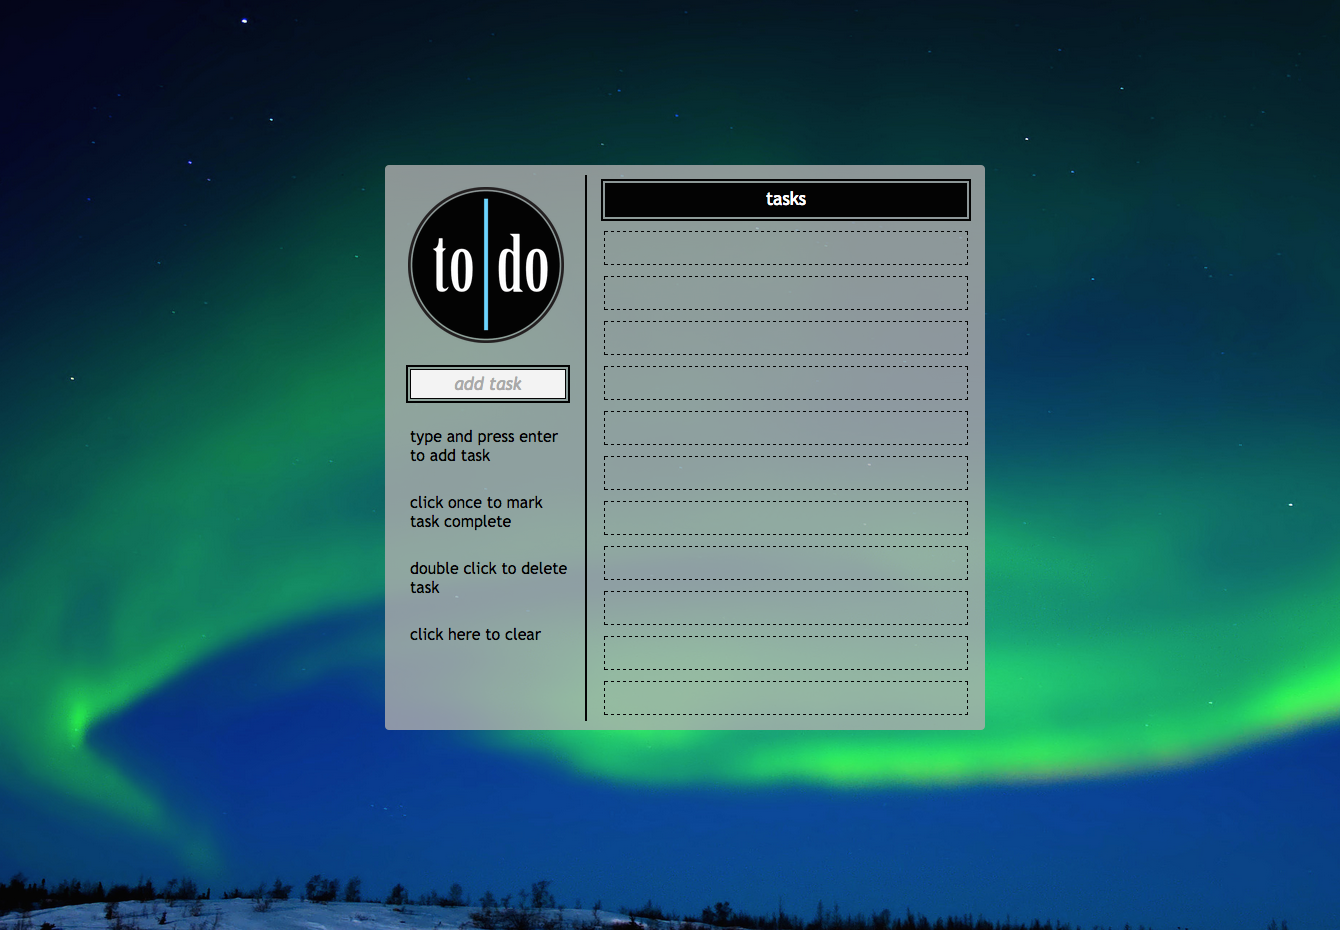 to do
add task
type and press enter
to add task
click once to mark
task complete
double click to delete
task
click here to clear
tasks